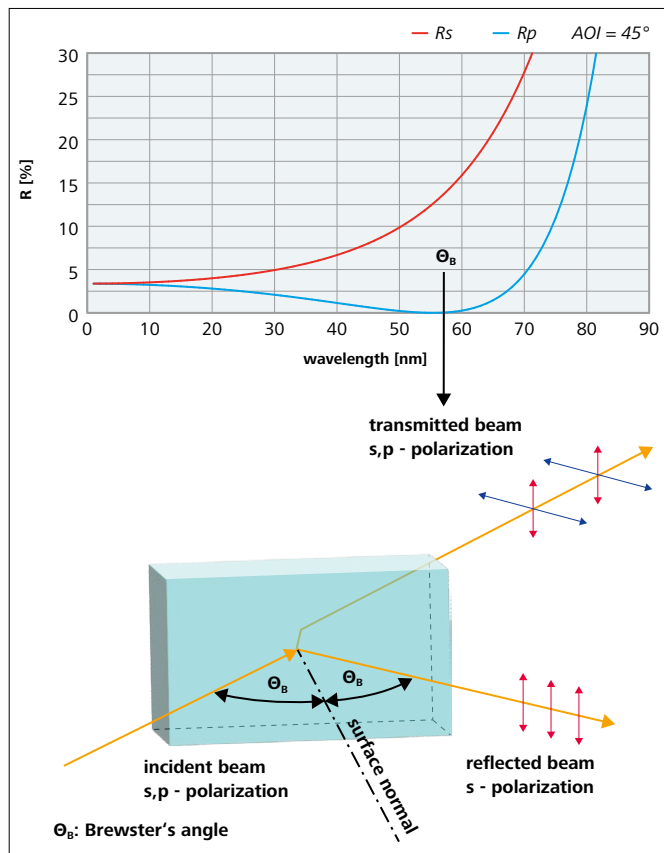 Rs Rp AOI = 45°
R [%]
30
25
20
15
10
5
0
0 10 20 30 40 50 60 70 80 90
wavelength [nm]
ΘB
transmitted beam
s,p - polarization
ΘB ΘB
surface normal
incident beam
s,p - polarization
reflected beam
s - polarization
ΘB: Brewster‘s angle